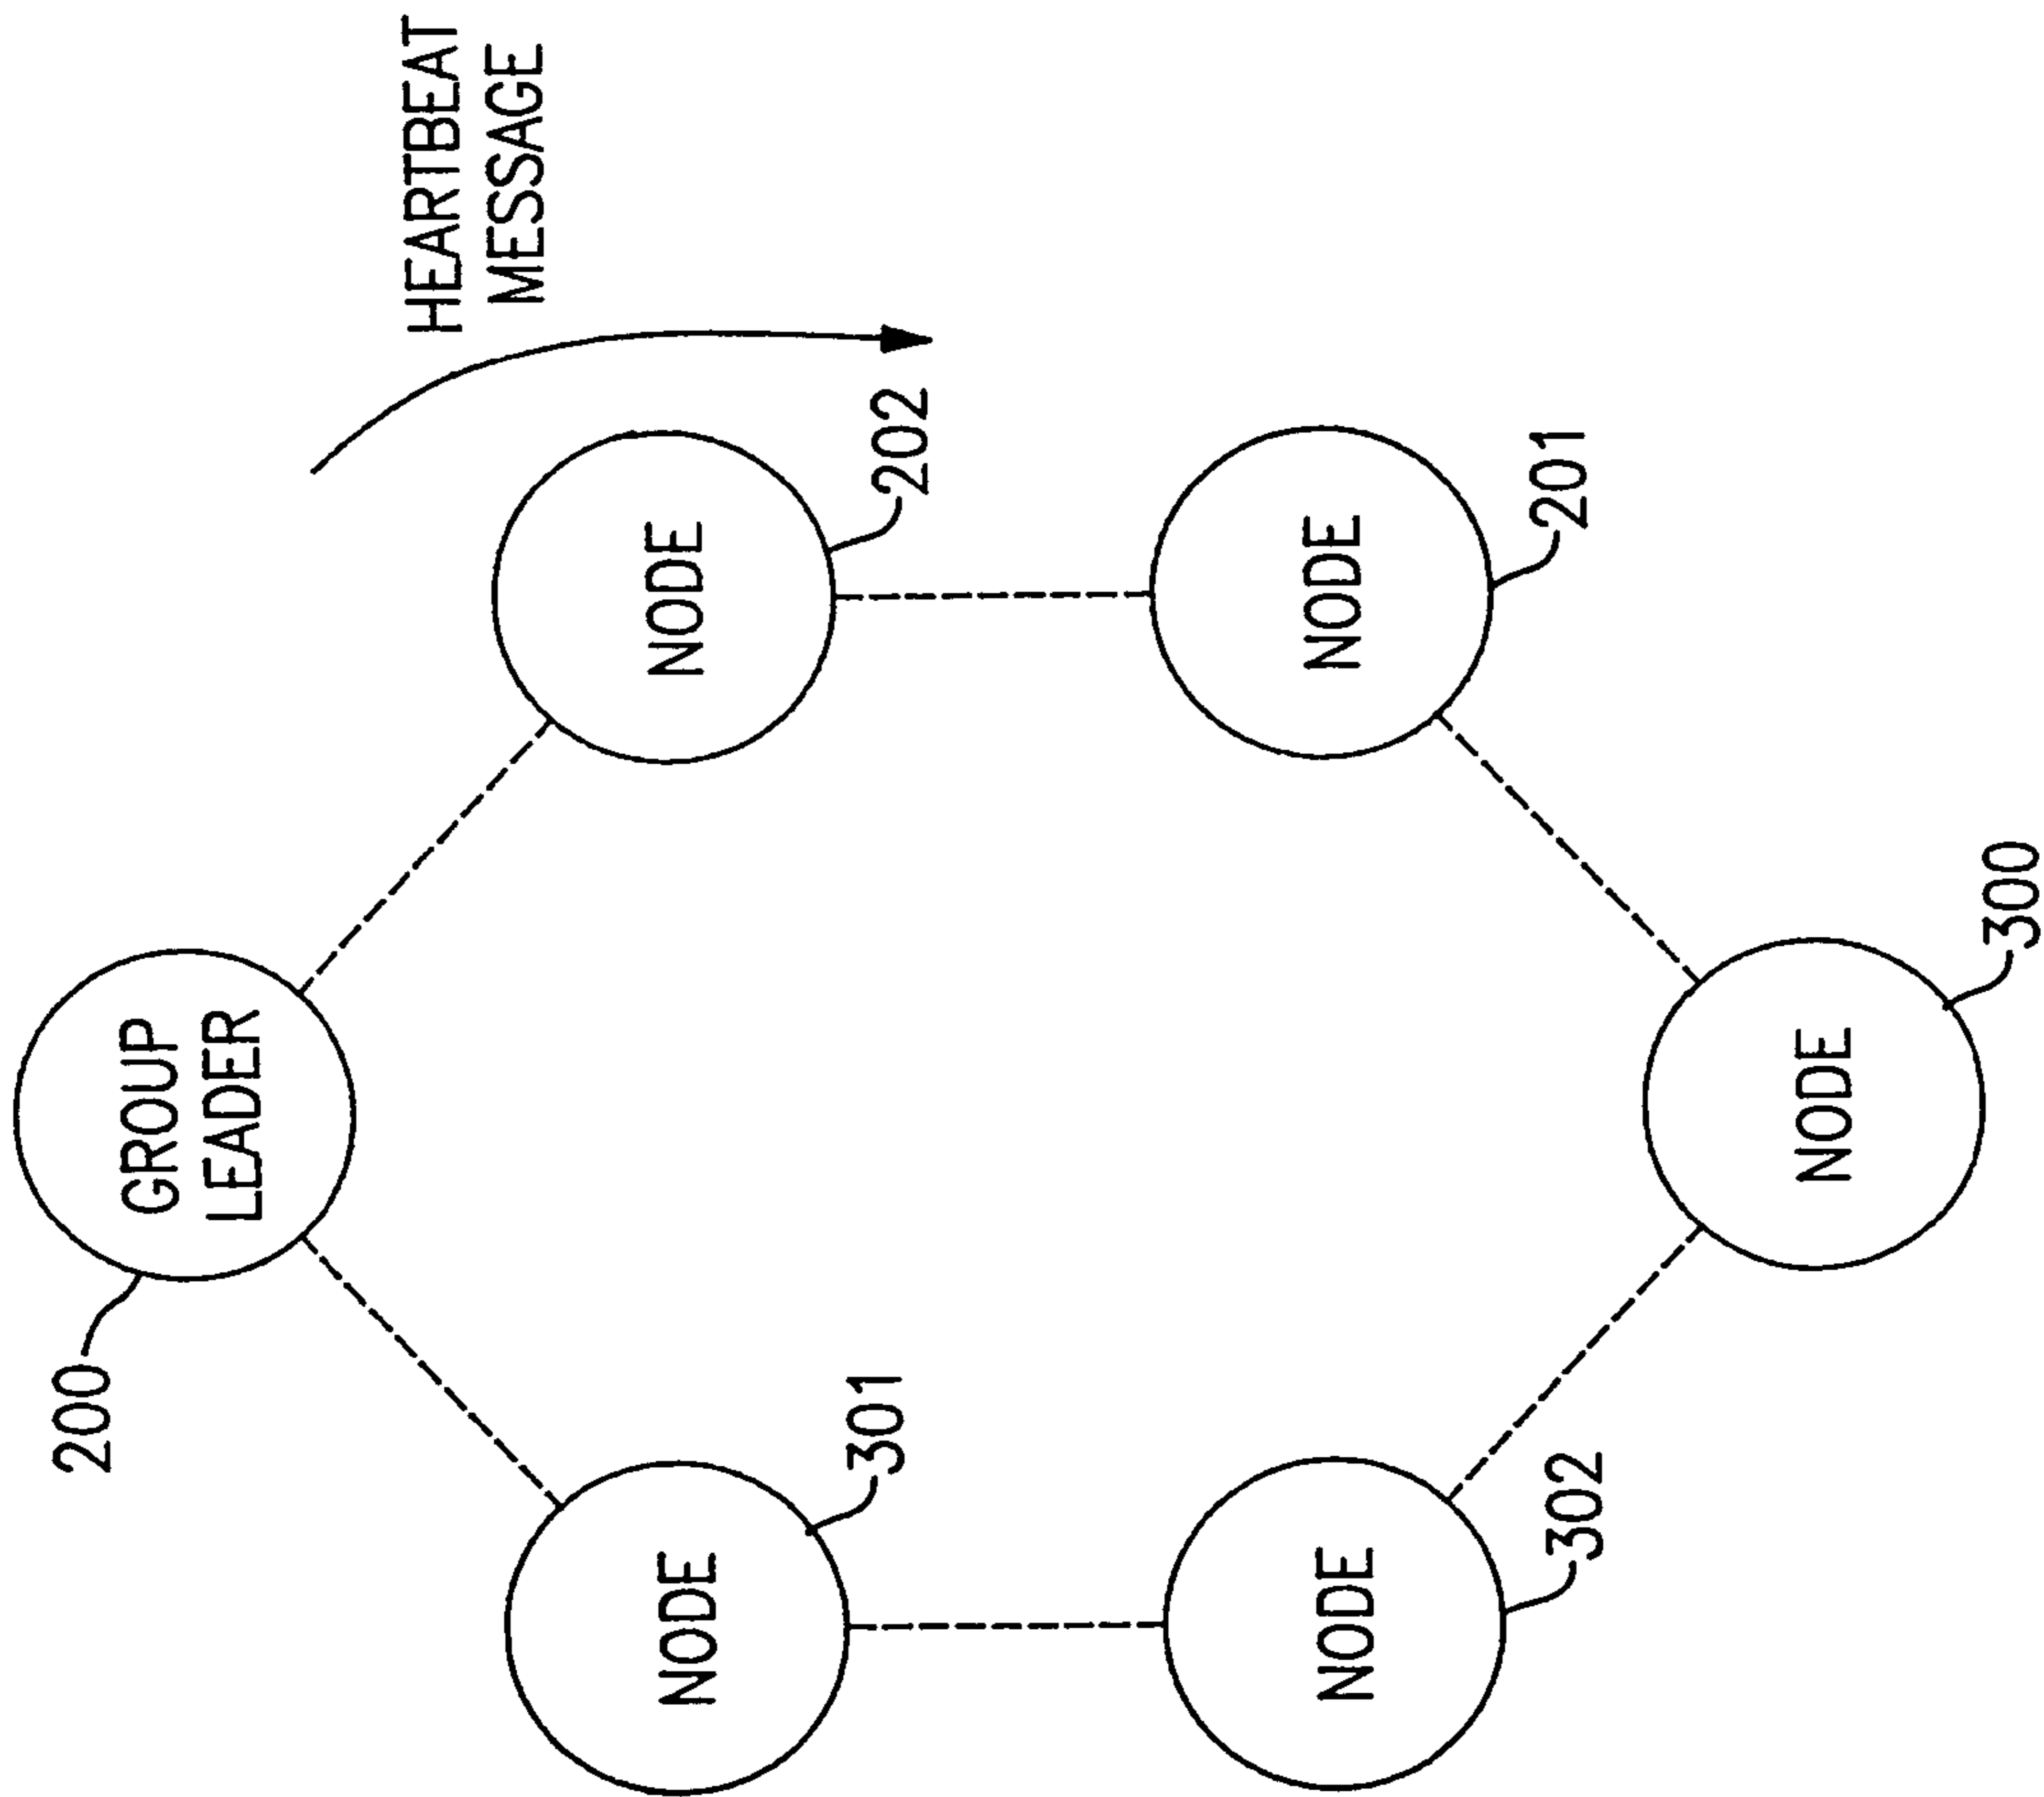 HEARTBEAT
MESSAGE
NODE
202
NODE
201
GROUP
LEADER
200
NODE
300
NODE
301
NODE
302